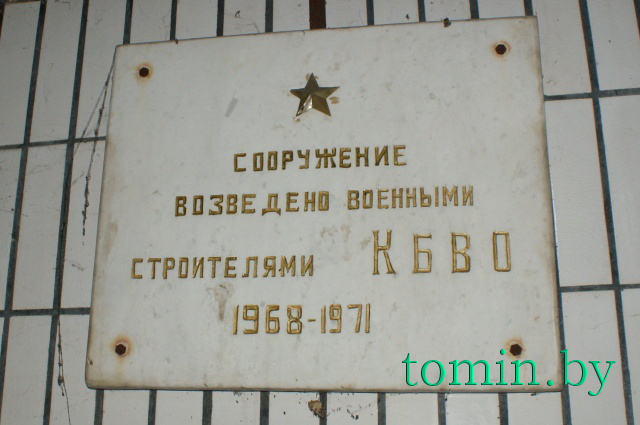 СООРУЖЕНИЕ
ВОЗВЕДЕНО ВОЕННЫМИ
СТРОИТЕЛЯМИ КБВО
1968-1971
tomin.by